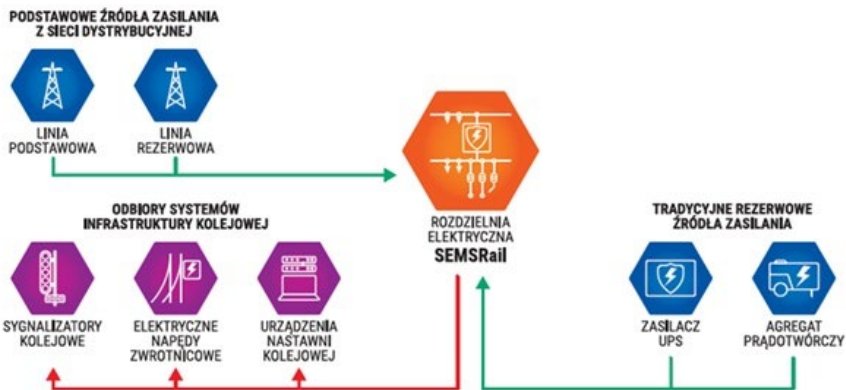 PODSTAWOWE ŹRÓDŁA ZASILANIA
Z SIECI DYSTRYBUCYJNEJ
LINIA
PODSTAWOWA
LINIA
REZERWOWA
ROZDZIELNIA
ELEKTRYCZNA
SEMSRail
ODBIORY SYSTEMÓW
INFRASTRUKTURY KOLEJOWEJ
SYGNALIZATORY
KOLEJOWE
ELEKTRYCZNE
NAPĘDY
ZWROTNICOWE
URZĄDZENIA
NASTAWNI
KOLEJOWEJ
TRADYCYJNE REZERWOWE
ŹRÓDŁA ZASILANIA
ZASILACZ
UPS
AGREGAT
PRĄDOTWÓRCZY